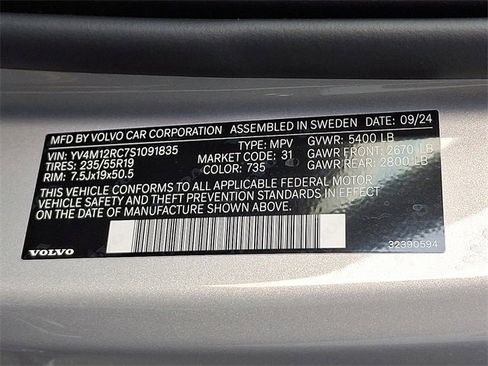 MFD BY VOLVO CAR CORPORATION ASSEMBLED IN SWEDEN DATE: 09/24
VIN: YV4M12RC7S1091835 TYPE: MPV GVWR: 5400 LB
TIRES: 235/55R19 MARKET CODE: 31 GAWR FRONT: 2670 LB
RIM: 7.5Jx19x50.5 COLOR: 735 GAWR REAR: 2800 LB
THIS VEHICLE CONFORMS TO ALL APPLICABLE FEDERAL MOTOR
VEHICLE SAFETY AND THEFT PREVENTION STANDARDS IN EFFECT
ON THE DATE OF MANUFACTURE SHOWN ABOVE.
VOLVO 32390594